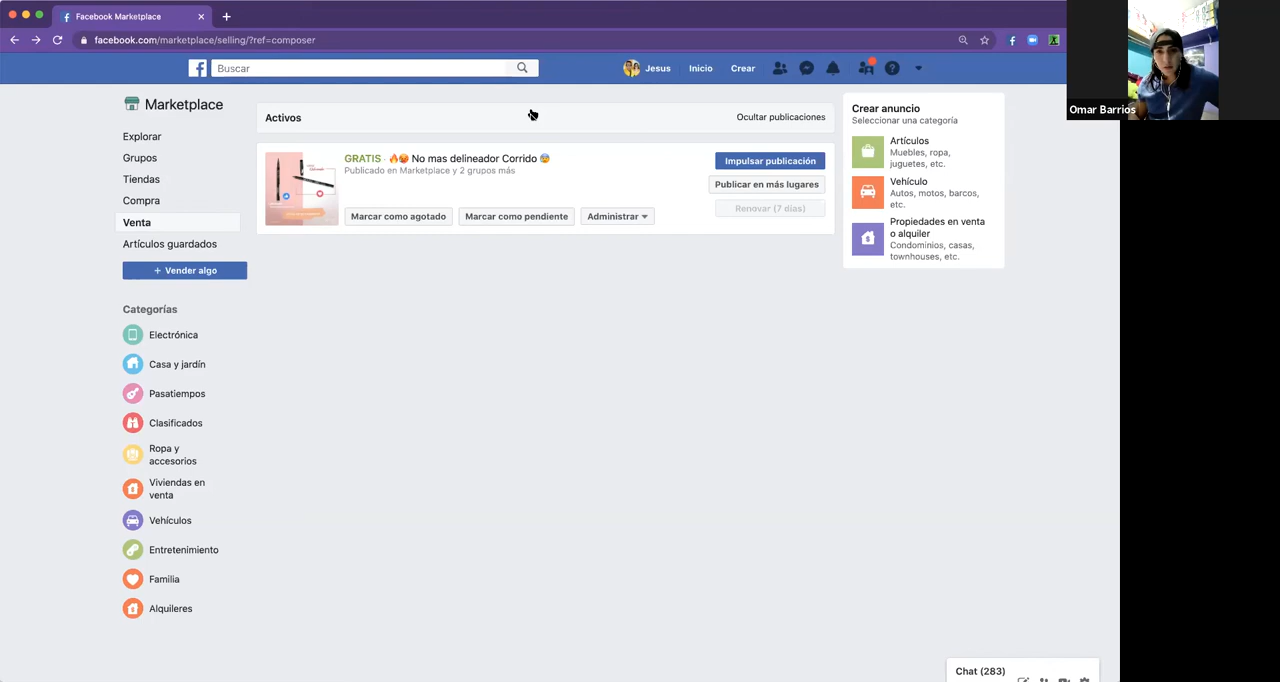 Facebook Marketplace
facebook.com/marketplace/selling/?ref=composer
Buscar
Jesus
Inicio
Crear
Omar Barrios
Marketplace
Explorar
Grupos
Tiendas
Compra
Venta
Artículos guardados
+ Vender algo
Categorías
Electrónica
Casa y jardín
Pasatiempos
Clasificados
Ropa y
accesorios
Viviendas en
venta
Vehículos
Entretenimiento
Familia
Alquileres
Activos
Ocultar publicaciones
GRATIS · 🔥😡 No mas delineador Corrido 😰
Publicado en Marketplace y 2 grupos más
Marcar como agotado
Marcar como pendiente
Administrar
Impulsar publicación
Publicar en más lugares
Renovar (7 días)
Crear anuncio
Seleccionar una categoría
Artículos
Muebles, ropa,
juguetes, etc.
Vehículo
Autos, motos, barcos,
etc.
Propiedades en venta
o alquiler
Condominios, casas,
townhouses, etc.
Chat (283)